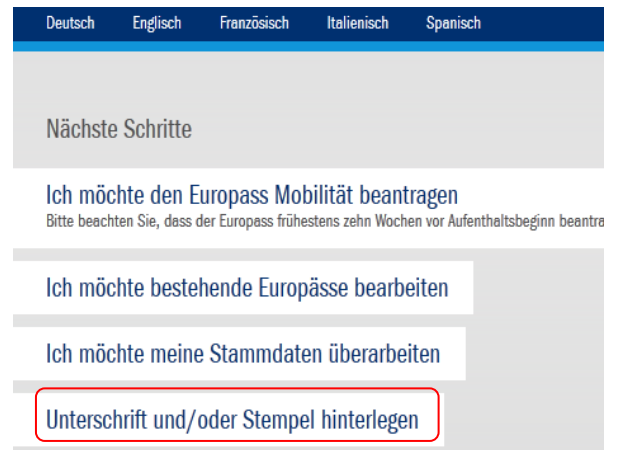 Deutsch Englisch Französisch Italienisch Spanisch
Nächste Schritte
Ich möchte den Europass Mobilität beantragen
Bitte beachten Sie, dass der Europass frühestens zehn Wochen vor Aufenthaltsbeginn beantra
Ich möchte bestehende Europässe bearbeiten
Ich möchte meine Stammdaten überarbeiten
Unterschrift und/oder Stempel hinterlegen